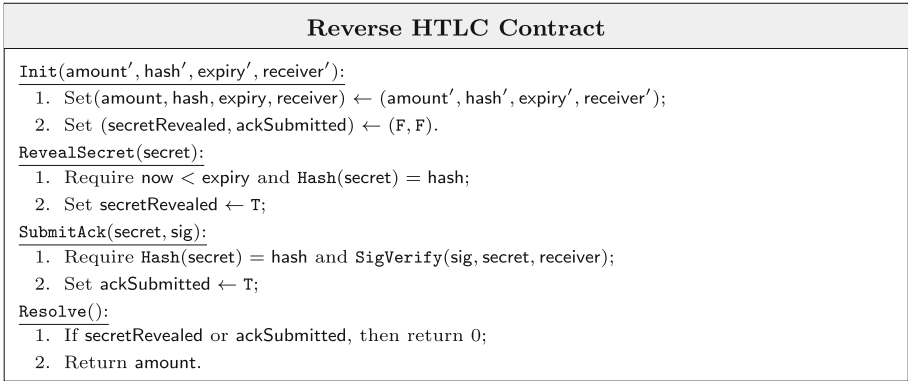 Reverse HTLC Contract
Init(amount′, hash′, expiry′, receiver′):
1. Set(amount, hash, expiry, receiver) ← (amount′, hash′, expiry′, receiver′);
2. Set (secretRevealed, ackSubmitted) ← (F, F).
RevealSecret(secret):
1. Require now < expiry and Hash(secret) = hash;
2. Set secretRevealed ← T;
SubmitAck(secret, sig):
1. Require Hash(secret) = hash and SigVerify(sig, secret, receiver);
2. Set ackSubmitted ← T;
Resolve():
1. If secretRevealed or ackSubmitted, then return 0;
2. Return amount.